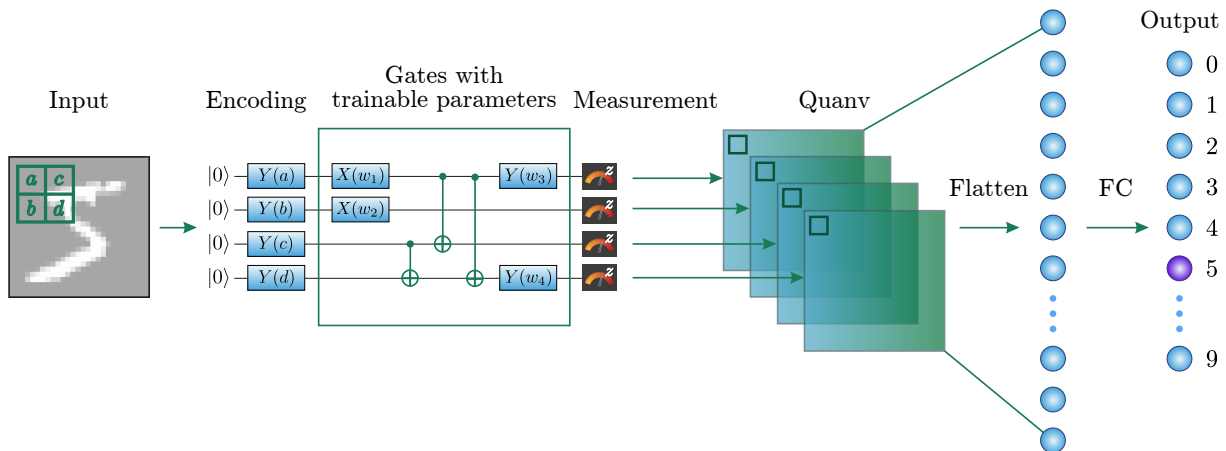 Input
Encoding
Gates with
trainable parameters
Measurement
Quanv
Output
a c
b d
|0⟩ Y(a) X(w₁) Y(w₃) z
|0⟩ Y(b) X(w₂) z
|0⟩ Y(c) z
|0⟩ Y(d) Y(w₄) z
Flatten
FC
0
1
2
3
4
5
9